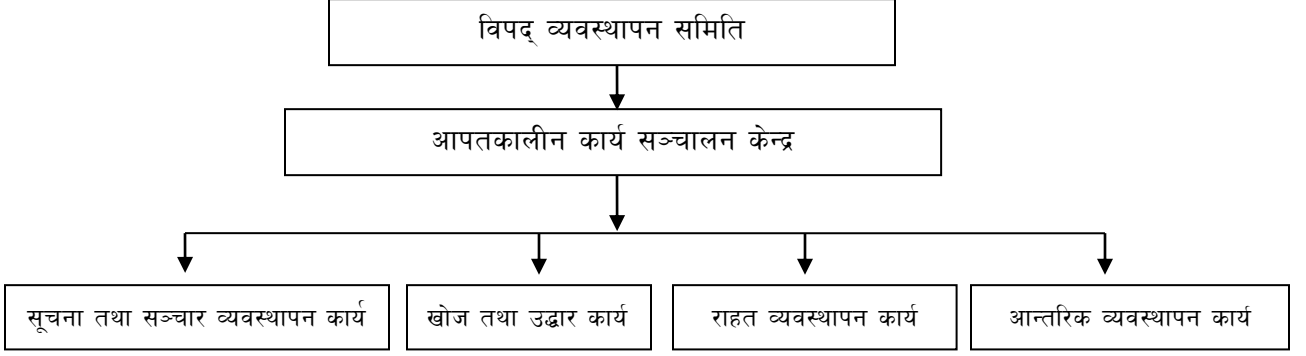 विपद् व्यवस्थापन समिति
आपतकालीन कार्य सञ्चालन केन्द्र
सूचना तथा सञ्चार व्यवस्थापन कार्य
खोज तथा उद्धार कार्य
राहत व्यवस्थापन कार्य
आन्तरिक व्यवस्थापन कार्य